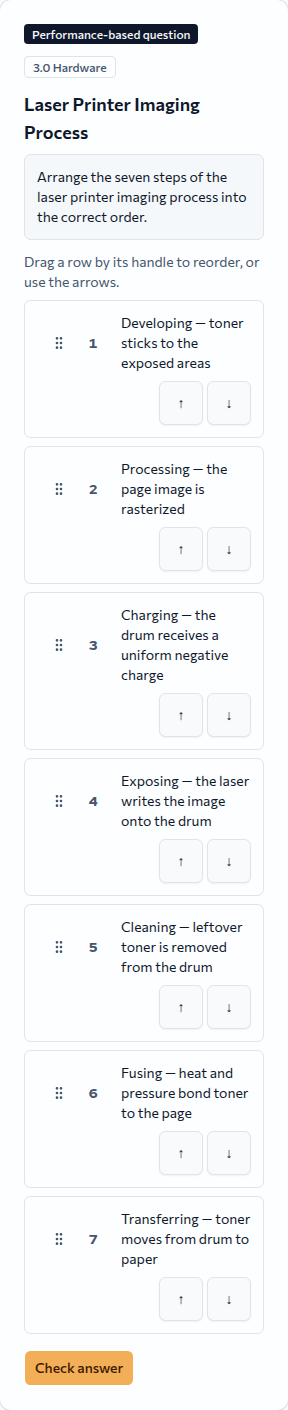 Performance-based question
3.0 Hardware
Laser Printer Imaging
Process
Arrange the seven steps of the
laser printer imaging process into
the correct order.
Drag a row by its handle to reorder, or
use the arrows.
1
Developing — toner
sticks to the
exposed areas
↑ ↓
2
Processing — the
page image is
rasterized
↑ ↓
3
Charging — the
drum receives a
uniform negative
charge
↑ ↓
4
Exposing — the laser
writes the image
onto the drum
↑ ↓
5
Cleaning — leftover
toner is removed
from the drum
↑ ↓
6
Fusing — heat and
pressure bond toner
to the page
↑ ↓
7
Transferring — toner
moves from drum to
paper
↑ ↓
Check answer